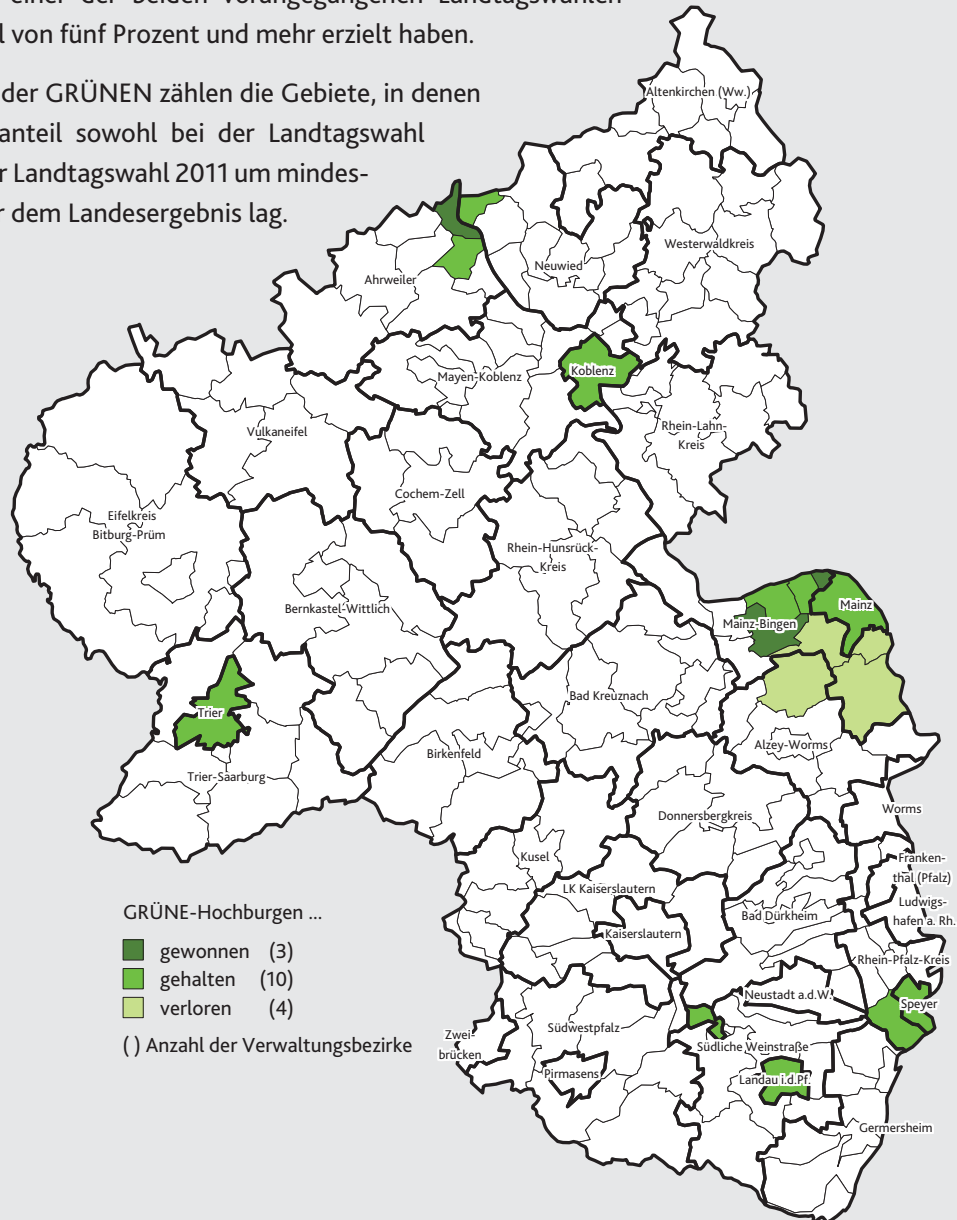 einer der beiden vorangegangenen Landtagswahlen
von fünf Prozent und mehr erzielt haben.
der GRÜNEN zählen die Gebiete, in denen
anteil sowohl bei der Landtagswahl
Landtagswahl 2011 um mindes-
dem Landesergebnis lag.
Altenkirchen (Ww.)
Westerwaldkreis
Neuwied
Ahrweiler
Koblenz
Mayen-Koblenz
Rhein-Lahn-
Kreis
Vulkaneifel
Cochem-Zell
Eifelkreis
Bitburg-Prüm
Rhein-Hunsrück-
Kreis
Bernkastel-Wittlich
Mainz
Mainz-Bingen
Bad Kreuznach
Trier
Alzey-Worms
Birkenfeld
Trier-Saarburg
Worms
Donnersbergkreis
Kusel
Franken-
thal (Pfalz)
LK Kaiserslautern
Ludwigs-
hafen a. Rh.
Bad Dürkheim
Kaiserslautern
Rhein-Pfalz-Kreis
Neustadt a.d.W.
Speyer
Südwestpfalz
Zwei-
brücken
Südliche Weinstraße
Pirmasens
Landau i.d.Pf.
Germersheim
GRÜNE-Hochburgen ...
gewonnen (3)
gehalten (10)
verloren (4)
( ) Anzahl der Verwaltungsbezirke